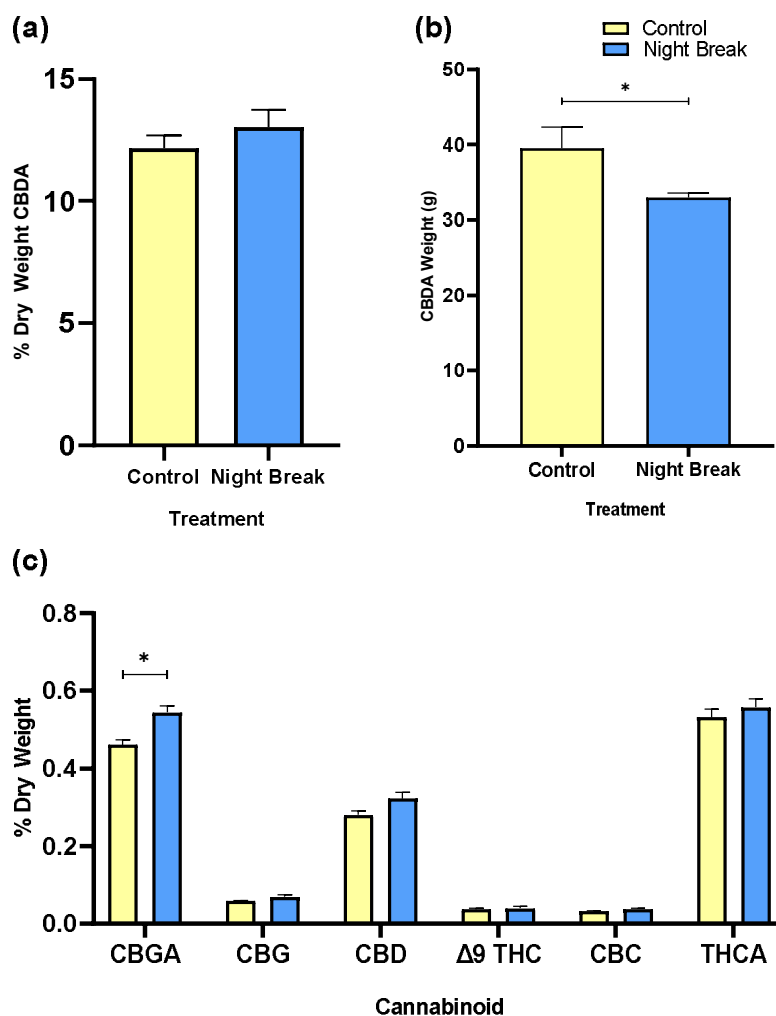 (a)
15
10
5
0
% Dry Weight CBDA
Control Night Break
Treatment
(b)
Control
Night Break
50
40
30
20
10
0
CBDA Weight (g)
*
Control Night Break
Treatment
(c)
0.8
0.6
0.4
0.2
0.0
% Dry Weight
*
CBGA CBG CBD Δ9 THC CBC THCA
Cannabinoid